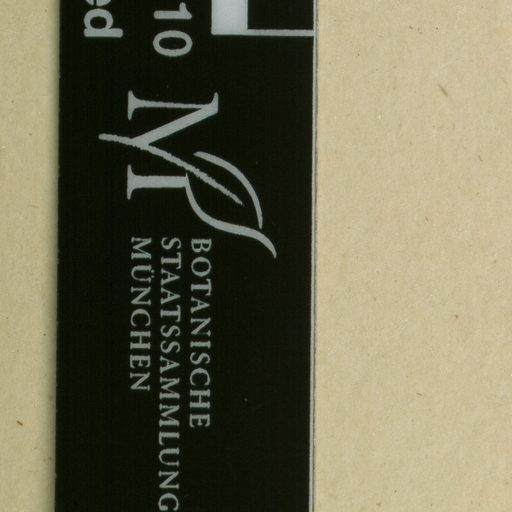 10
ed
BOTANISCHE
STAATSSAMMLUNG
MÜNCHEN